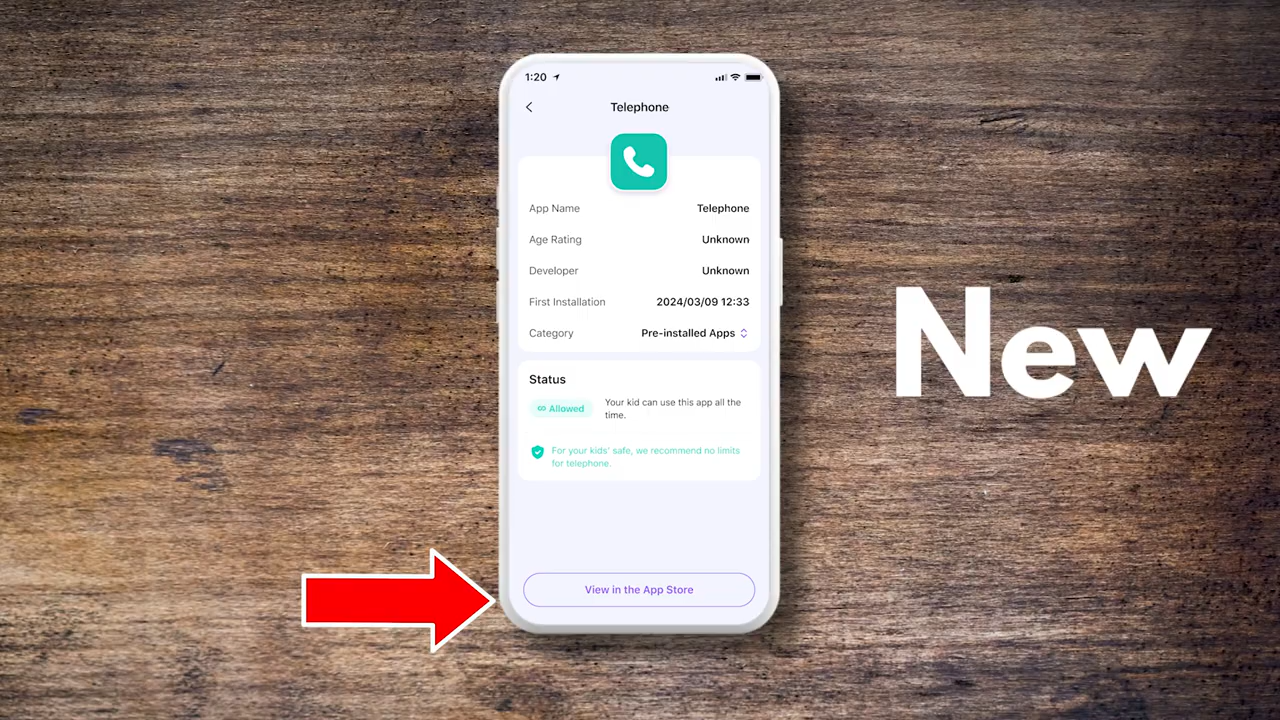 1:20
Telephone
App Name Telephone
Age Rating Unknown
Developer Unknown
First Installation 2024/03/09 12:33
Category Pre-installed Apps
Status
∞ Allowed
Your kid can use this app all the
time.
For your kids' safe, we recommend no limits
for telephone.
View in the App Store
New